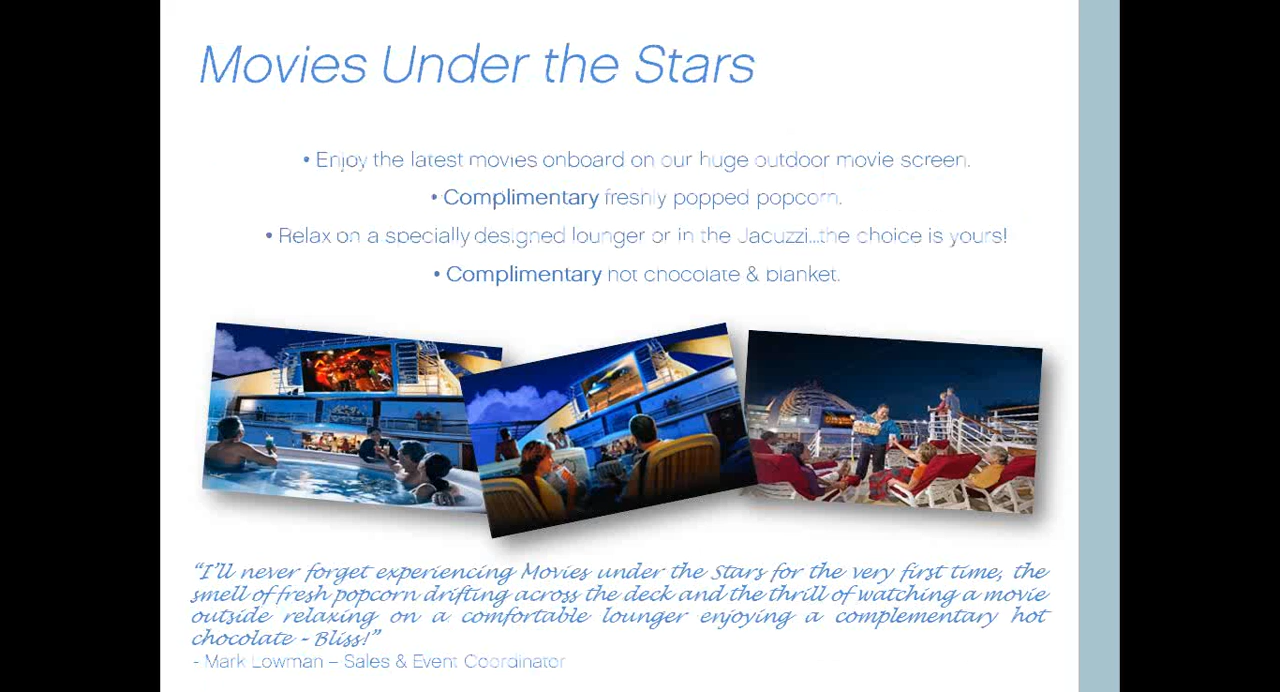 Movies Under the Stars
• Enjoy the latest movies onboard on our huge outdoor movie screen.
• Complimentary freshly popped popcorn.
• Relax on a specially designed lounger or in the Jacuzzi...the choice is yours!
• Complimentary hot chocolate & blanket.
“I’ll never forget experiencing Movies under the Stars for the very first time, the
smell of fresh popcorn drifting across the deck and the thrill of watching a movie
outside relaxing on a comfortable lounger enjoying a complementary hot
chocolate – Bliss!”
- Mark Lowman – Sales & Event Coordinator